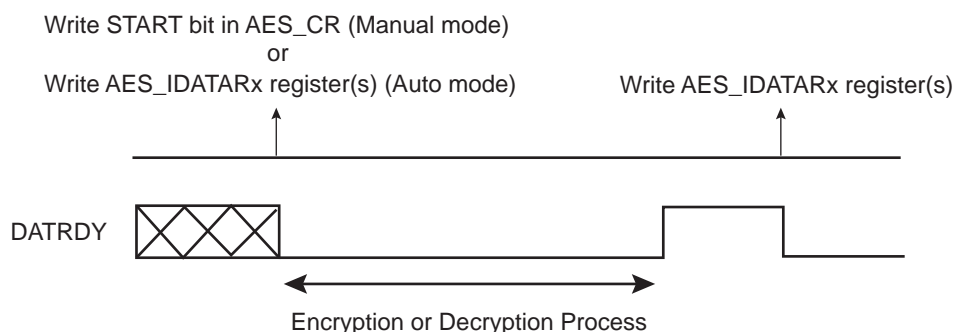 Write START bit in AES_CR (Manual mode)
or
Write AES_IDATARx register(s) (Auto mode)
Write AES_IDATARx register(s)
DATRDY
Encryption or Decryption Process